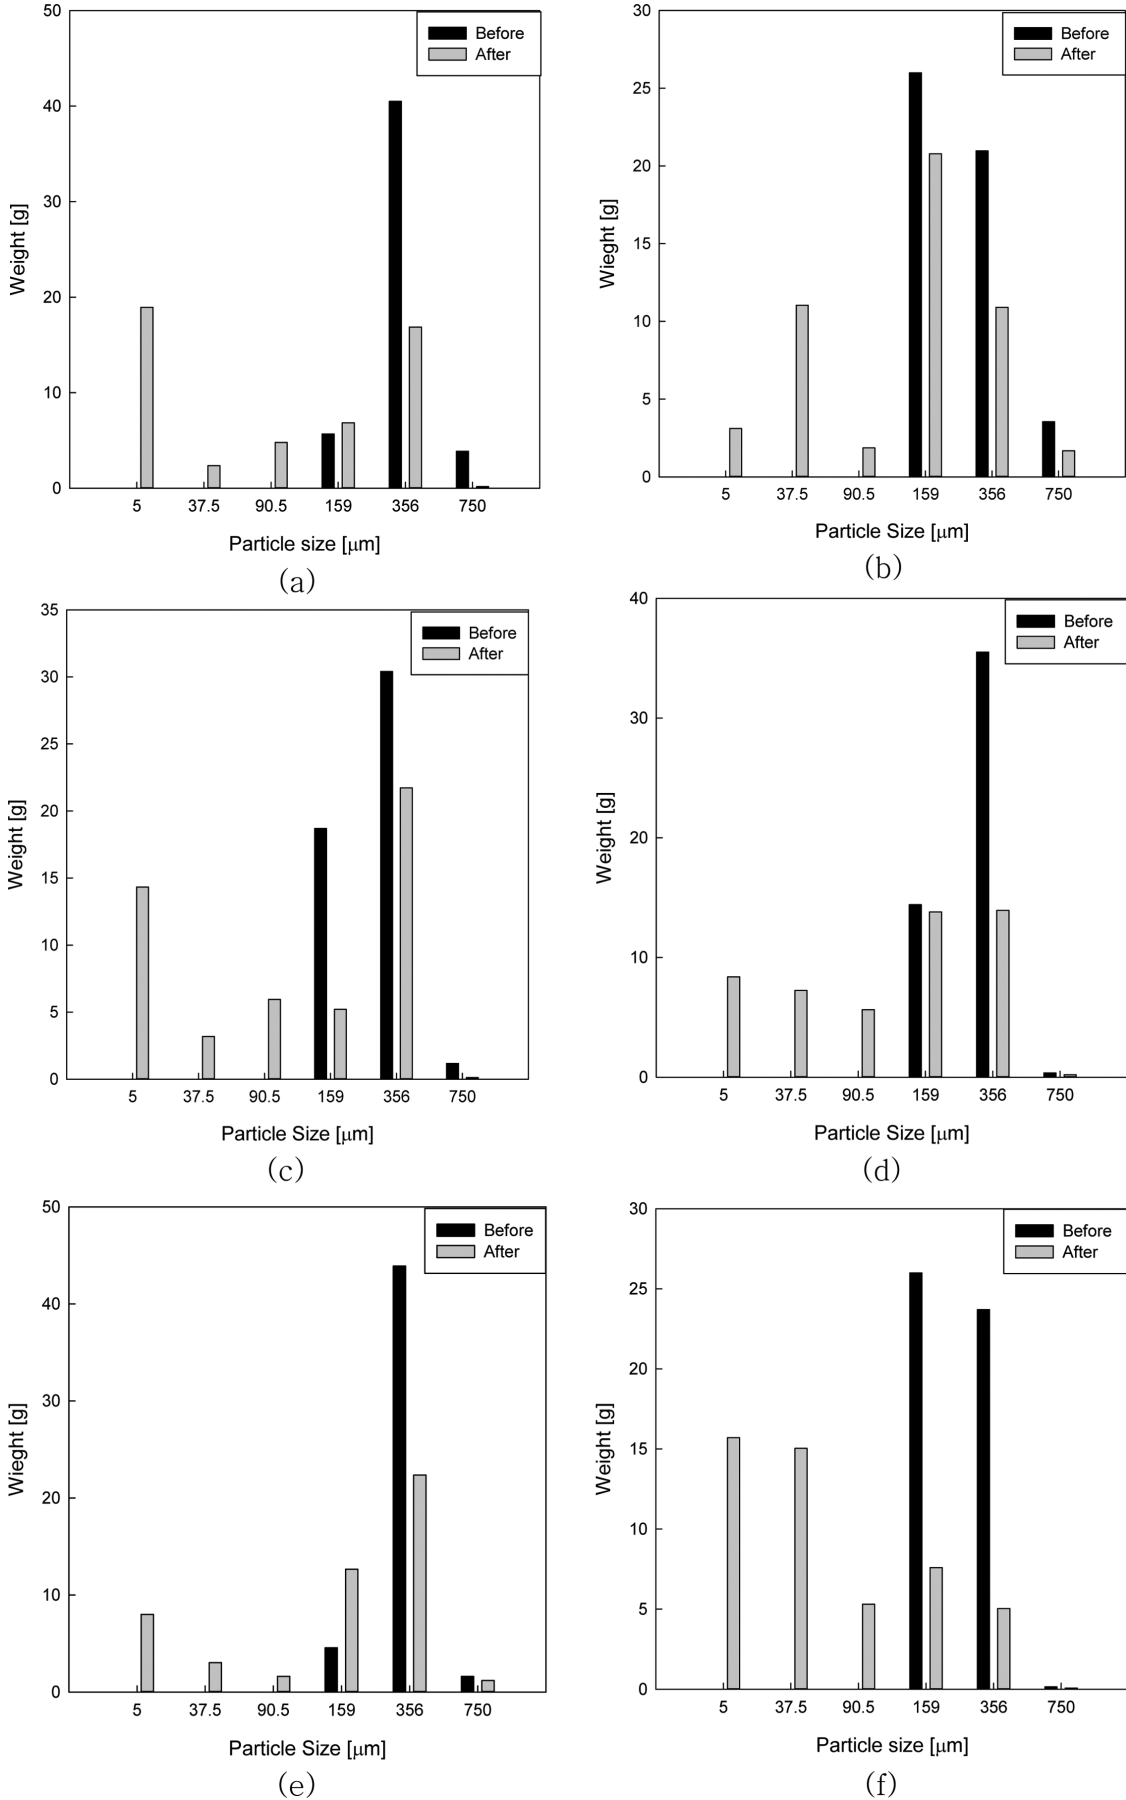 50
40
30
20
10
0
Weight [g]
Before
After
5 37.5 90.5 159 356 750
Particle size [μm]
(a)
30
25
20
15
10
5
0
Wieght [g]
Before
After
5 37.5 90.5 159 356 750
Particle Size [μm]
(b)
35
30
25
20
15
10
5
0
Weight [g]
Before
After
5 37.5 90.5 159 356 750
Particle Size [μm]
(c)
40
30
20
10
0
Weight [g]
Before
After
5 37.5 90.5 159 356 750
Particle Size [μm]
(d)
50
40
30
20
10
0
Wieght [g]
Before
After
5 37.5 90.5 159 356 750
Particle Size [μm]
(e)
30
25
20
15
10
5
0
Weight [g]
Before
After
5 37.5 90.5 159 356 750
Particle size [μm]
(f)